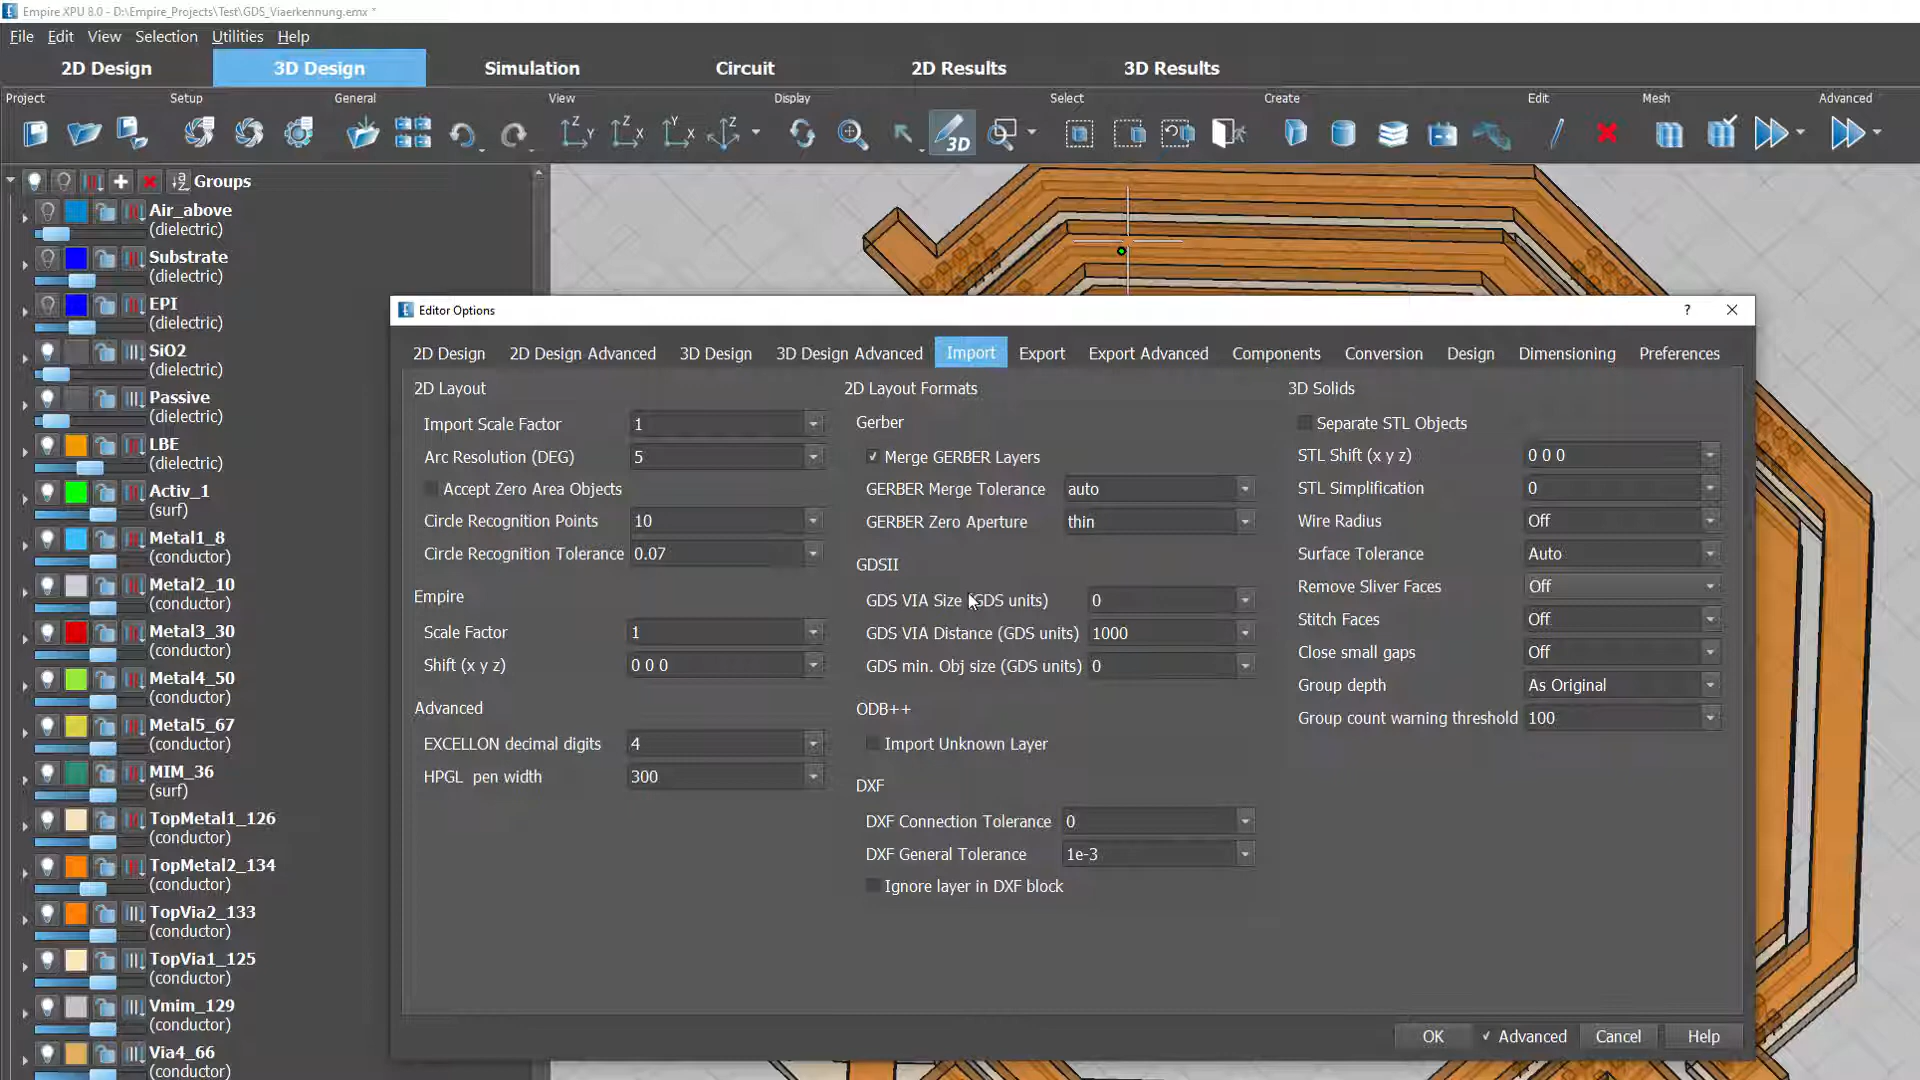 Empire XPU 8.0 - D:\Empire_Projects\Test\GDS_Viaerkennung.emx *
File Edit View Selection Utilities Help
2D Design 3D Design Simulation Circuit 2D Results 3D Results
Project Setup General View Display Select Create Edit Mesh Advanced
Z Y Z X Y X Z 3D
Groups
Air_above
(dielectric)
Substrate
(dielectric)
EPI
(dielectric)
SiO2
(dielectric)
Passive
(dielectric)
LBE
(dielectric)
Activ_1
(surf)
Metal1_8
(conductor)
Metal2_10
(conductor)
Metal3_30
(conductor)
Metal4_50
(conductor)
Metal5_67
(conductor)
MIM_36
(surf)
TopMetal1_126
(conductor)
TopMetal2_134
(conductor)
TopVia2_133
(conductor)
TopVia1_125
(conductor)
Vmim_129
(conductor)
Via4_66
(conductor)
Editor Options ?
2D Design 2D Design Advanced 3D Design 3D Design Advanced Import Export Export Advanced Components Conversion Design Dimensioning Preferences
2D Layout
Import Scale Factor 1
Arc Resolution (DEG) 5
Accept Zero Area Objects
Circle Recognition Points 10
Circle Recognition Tolerance 0.07
Empire
Scale Factor 1
Shift (x y z) 0 0 0
Advanced
EXCELLON decimal digits 4
HPGL pen width 300
2D Layout Formats
Gerber
Merge GERBER Layers
GERBER Merge Tolerance auto
GERBER Zero Aperture thin
GDSII
GDS VIA Size (GDS units) 0
GDS VIA Distance (GDS units) 1000
GDS min. Obj size (GDS units) 0
ODB++
Import Unknown Layer
DXF
DXF Connection Tolerance 0
DXF General Tolerance 1e-3
Ignore layer in DXF block
3D Solids
Separate STL Objects
STL Shift (x y z) 0 0 0
STL Simplification 0
Wire Radius Off
Surface Tolerance Auto
Remove Sliver Faces Off
Stitch Faces Off
Close small gaps Off
Group depth As Original
Group count warning threshold 100
OK Advanced Cancel Help